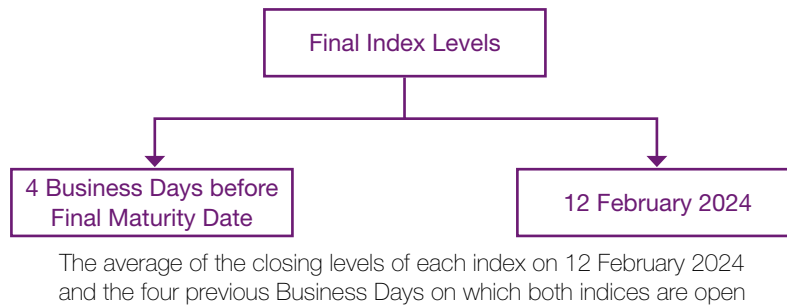 Final Index Levels
4 Business Days before
Final Maturity Date
12 February 2024
The average of the closing levels of each index on 12 February 2024
and the four previous Business Days on which both indices are open